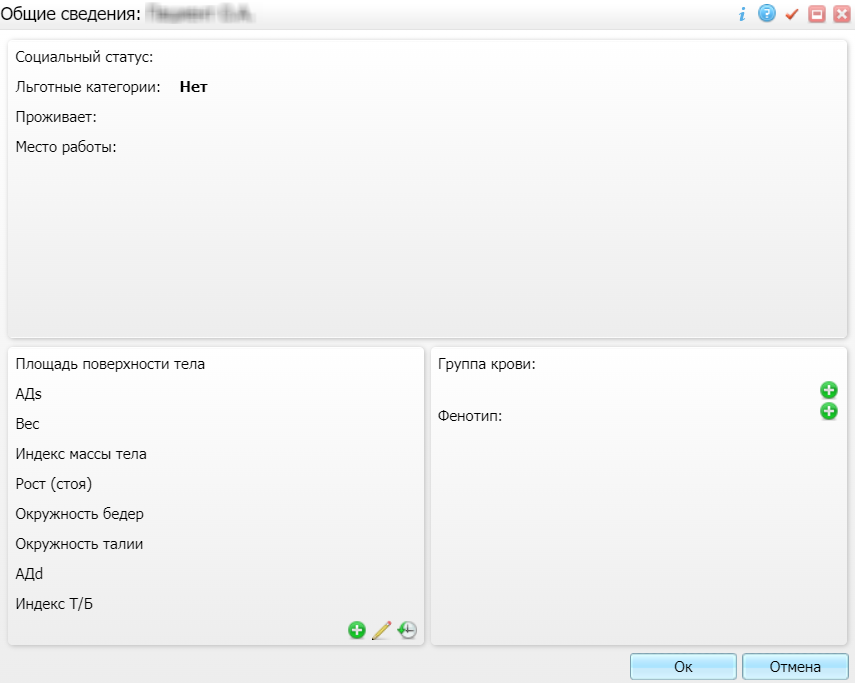 Общие сведения:
Социальный статус:
Льготные категории: Нет
Проживает:
Место работы:
Площадь поверхности тела
АДs
Вес
Индекс массы тела
Рост (стоя)
Окружность бедер
Окружность талии
АДd
Индекс Т/Б
Группа крови:
Фенотип:
Ок
Отмена